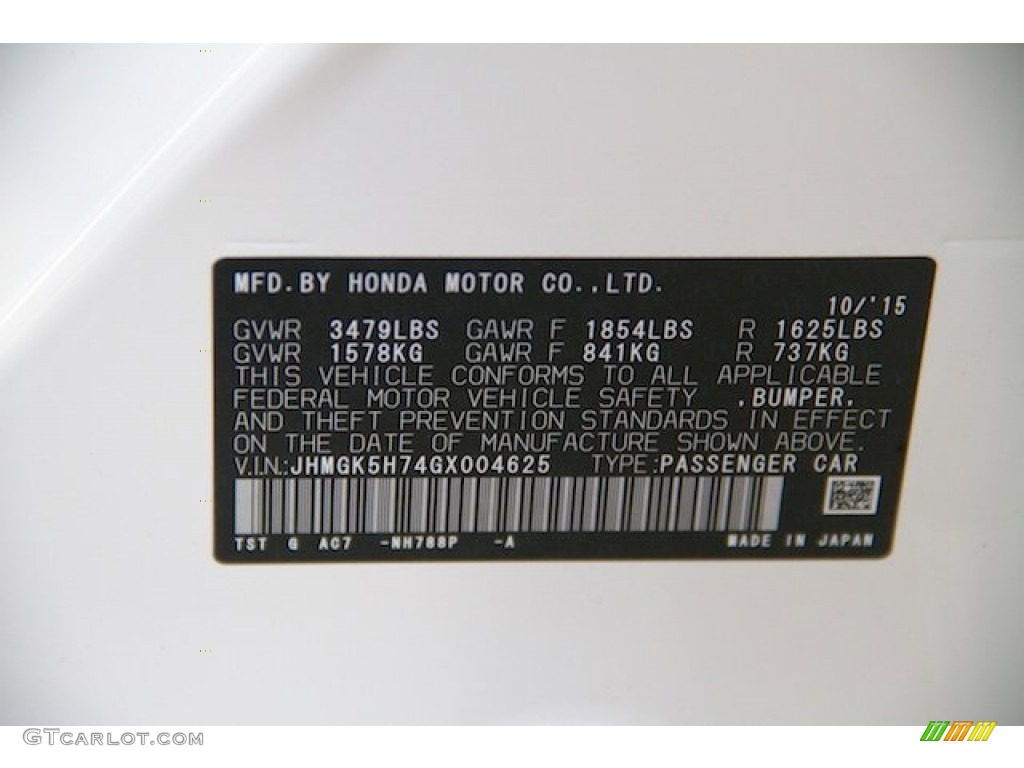 MFD.BY HONDA MOTOR CO.,LTD.
10/'15
GVWR 3479LBS GAWR F 1854LBS R 1625LBS
GVWR 1578KG GAWR F 841KG R 737KG
THIS VEHICLE CONFORMS TO ALL APPLICABLE
FEDERAL MOTOR VEHICLE SAFETY ,BUMPER,
AND THEFT PREVENTION STANDARDS IN EFFECT
ON THE DATE OF MANUFACTURE SHOWN ABOVE.
V.I.N.:JHMGK5H74GX004625 TYPE:PASSENGER CAR
TST G AC7 -NH788P -A MADE IN JAPAN
GTCARLOT.COM